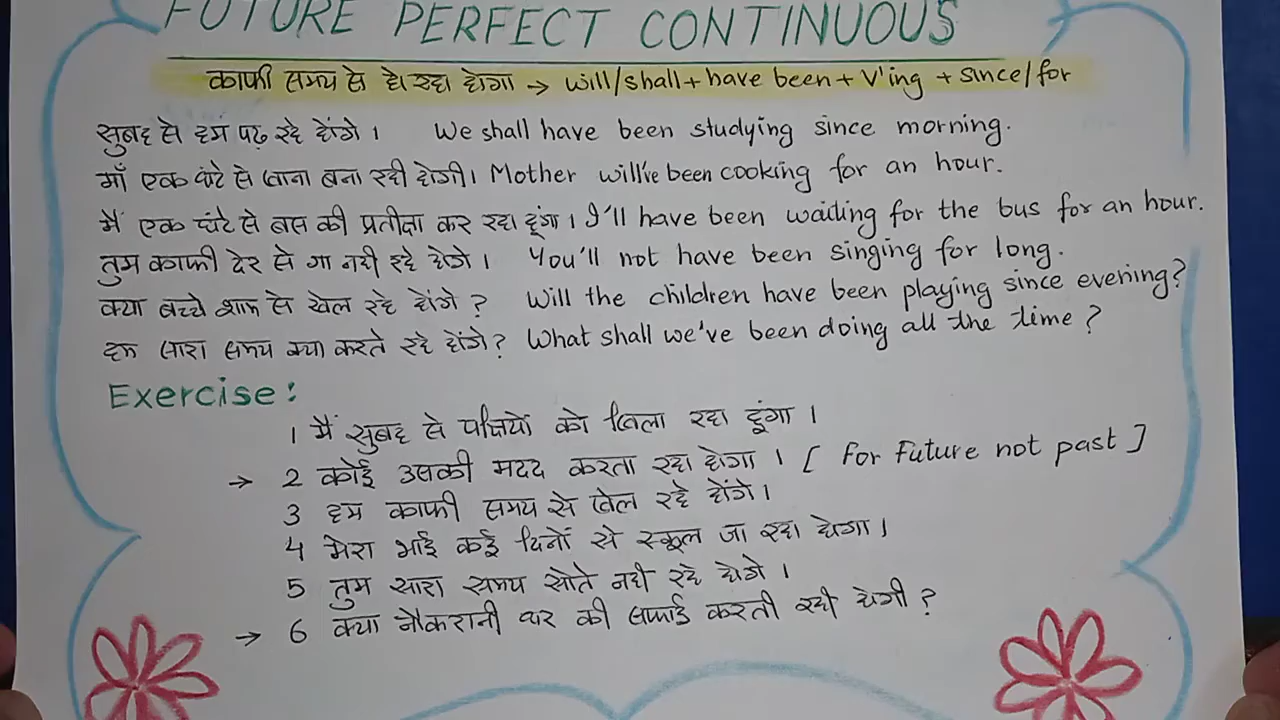 FUTURE PERFECT CONTINUOUS
काफी समय से हो रहा होगा → will/shall + have been + V'ing + since/for
सुबह से हम पढ़ रहे होंगे। We shall have been studying since morning.
माँ एक घंटे से खाना बना रही होगी। Mother will've been cooking for an hour.
मैं एक घंटे से बस की प्रतीक्षा कर रहा हूंगा। I'll have been waiting for the bus for an hour.
तुम काफी देर से गा नही रहे होगे। You'll not have been singing for long.
क्या बच्चे शाम से खेल रहे होंगे? Will the children have been playing since evening?
हम सारा समय क्या करते रहे होंगे? What shall we've been doing all the time?
Exercise:
1 मैं सुबह से पक्षियों को खिला रहा हूंगा।
→ 2 कोई उसकी मदद करता रहा होगा। [ for Future not past ]
3 हम काफी समय से खेल रहे होंगे।
4 मेरा भाई कई दिनों से स्कूल जा रहा होगा।
5 तुम सारा समय सोते नही रहे होगे।
→ 6 क्या नौकरानी घर की सफाई करती रही होगी?